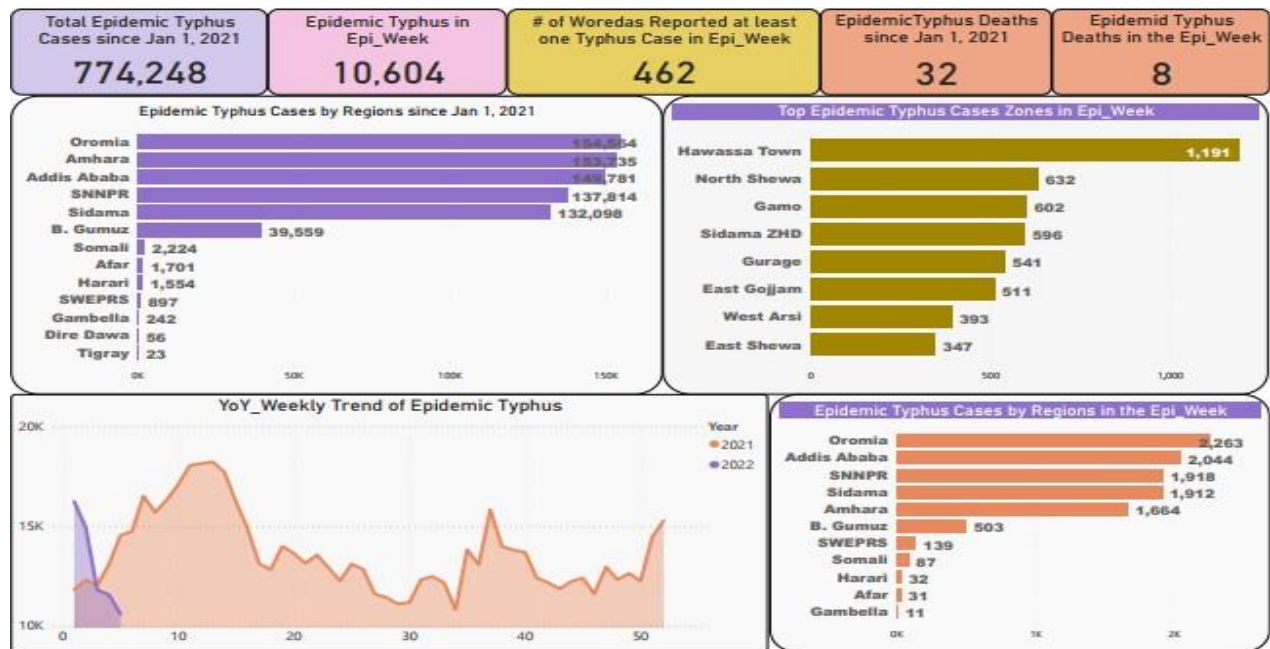 Total Epidemic Typhus
Cases since Jan 1, 2021
774,248
Epidemic Typhus in
Epi_Week
10,604
# of Woredas Reported at least
one Typhus Case in Epi_Week
462
EpidemicTyphus Deaths
since Jan 1, 2021
32
Epidemid Typhus
Deaths in the Epi_Week
8
Epidemic Typhus Cases by Regions since Jan 1, 2021
Oromia 154,564
Amhara 153,735
Addis Ababa 149,781
SNNPR 137,814
Sidama 132,098
B. Gumuz 39,559
Somali 2,224
Afar 1,701
Harari 1,554
SWEPRS 897
Gambella 242
Dire Dawa 56
Tigray 23
0K 50K 100K 150K
Top Epidemic Typhus Cases Zones in Epi_Week
Hawassa Town 1,191
North Shewa 632
Gamo 602
Sidama ZHD 596
Gurage 541
East Gojjam 511
West Arsi 393
East Shewa 347
0 500 1,000
YoY_Weekly Trend of Epidemic Typhus
20K
15K
10K
0 10 20 30 40 50
Year
2021
2022
Epidemic Typhus Cases by Regions in the Epi_Week
Oromia 2,263
Addis Ababa 2,044
SNNPR 1,918
Sidama 1,912
Amhara 1,664
B. Gumuz 503
SWEPRS 139
Somali 87
Harari 32
Afar 31
Gambella 11
0K 1K 2K